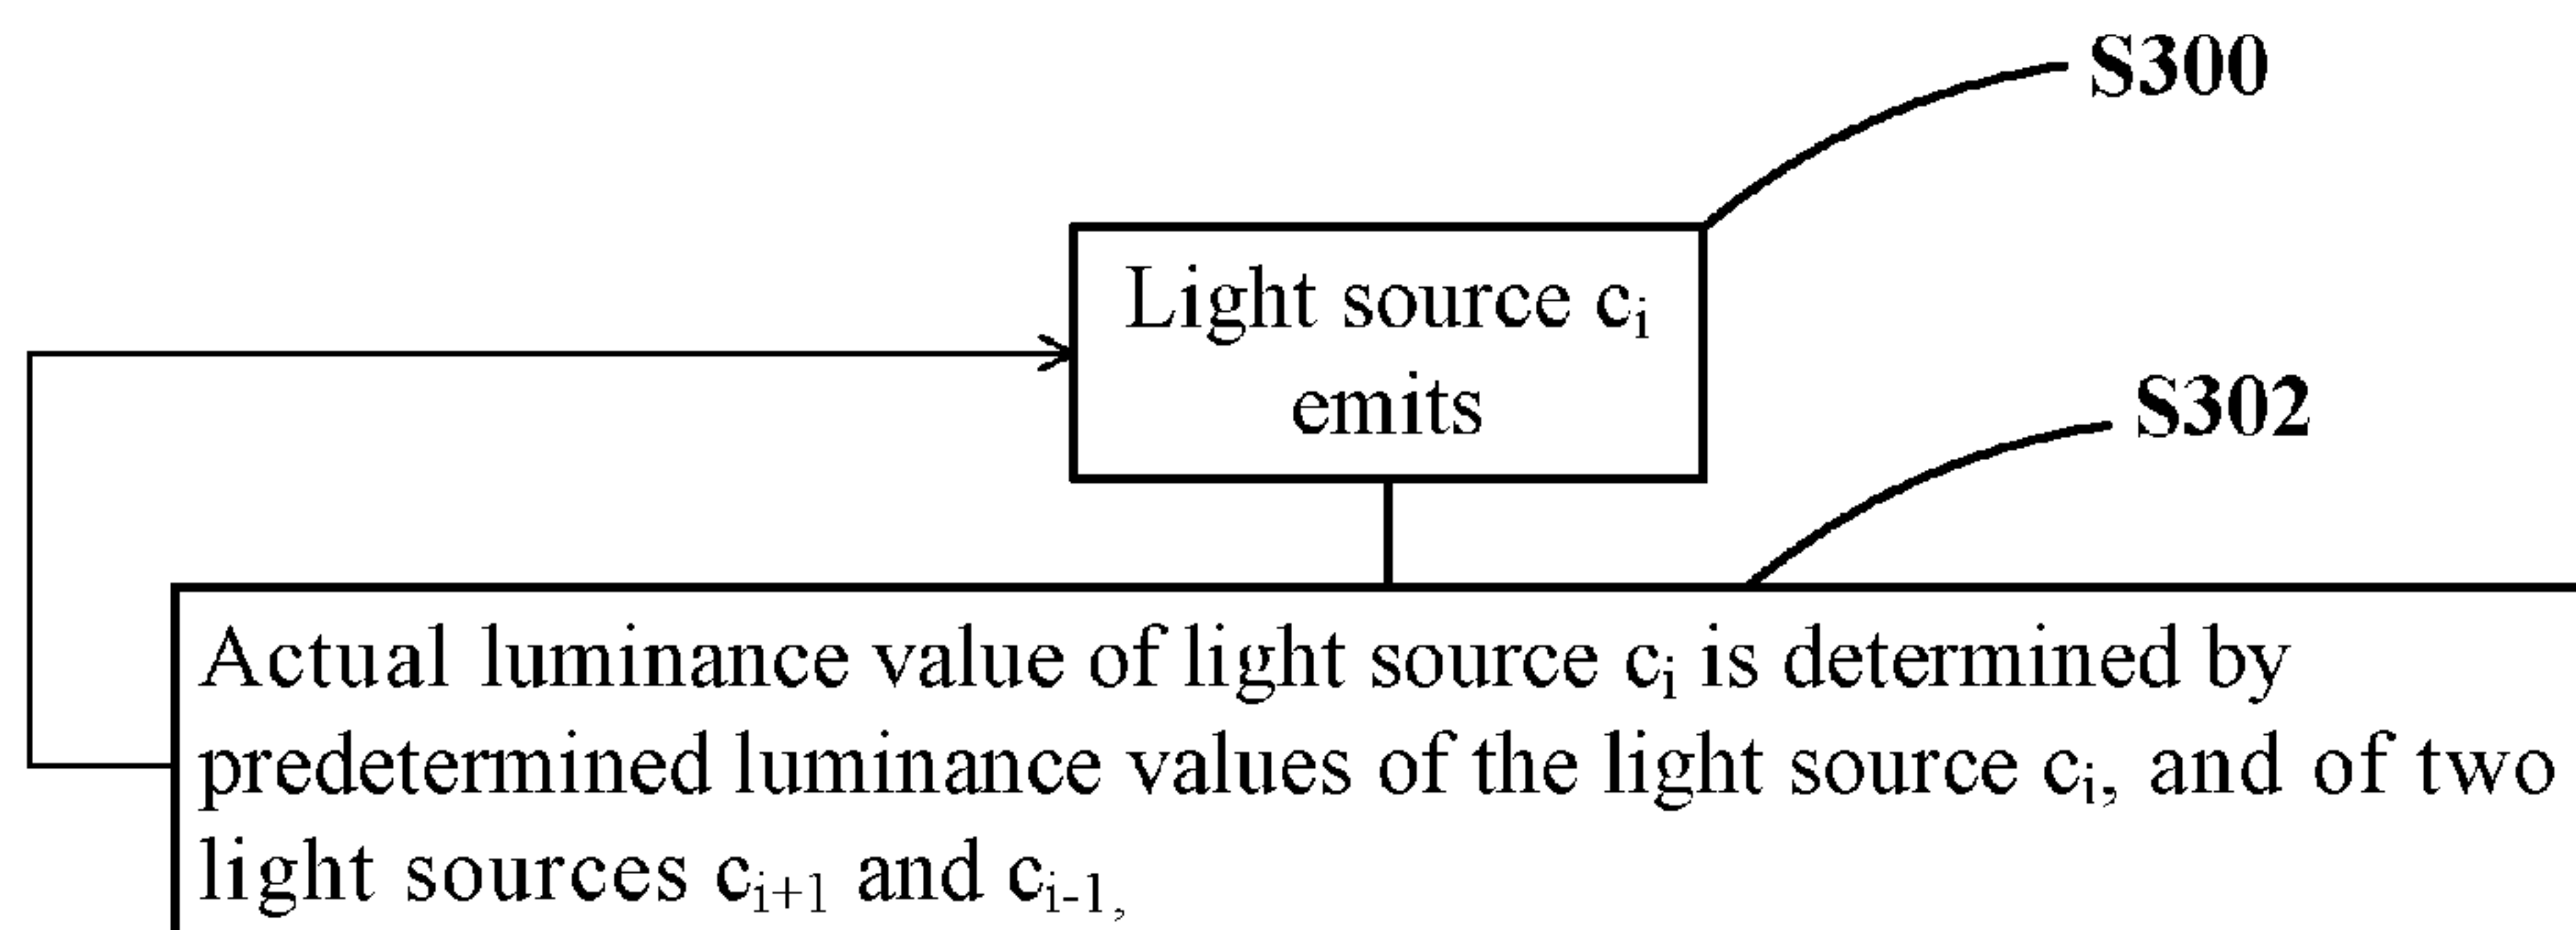 S300
Light source cᵢ
emits
S302
Actual luminance value of light source cᵢ is determined by
predetermined luminance values of the light source cᵢ, and of two
light sources cᵢ₊₁ and cᵢ₋₁,